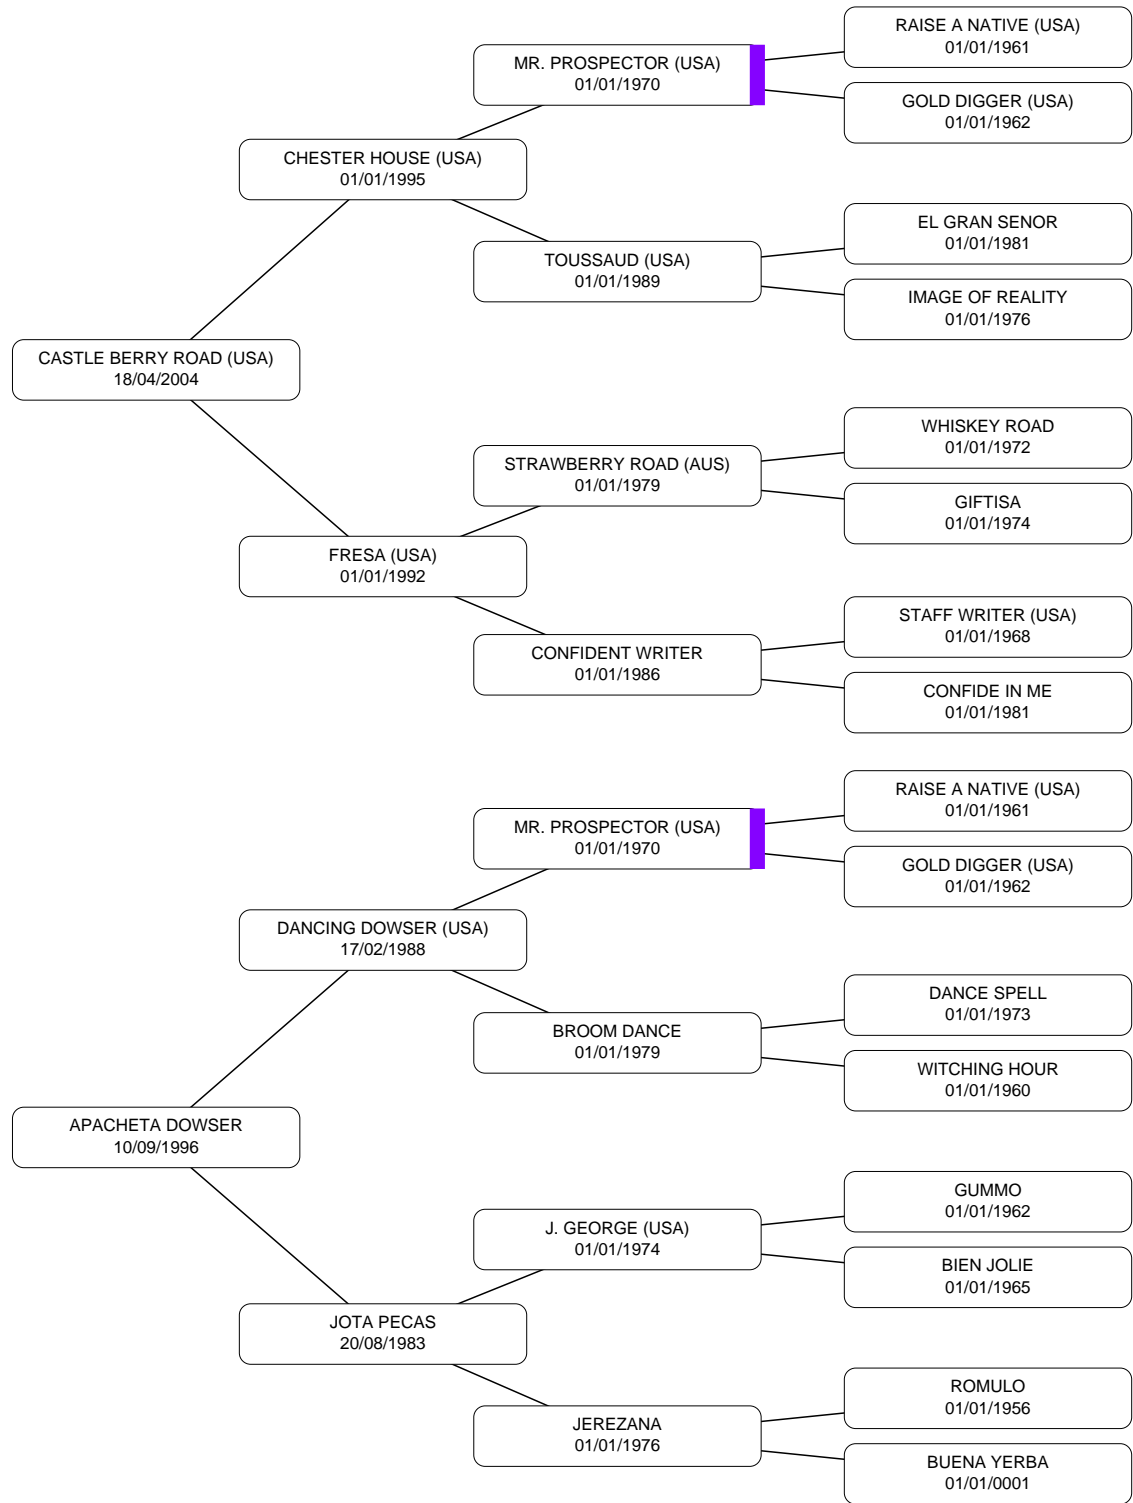 RAISE A NATIVE (USA)
01/01/1961
MR. PROSPECTOR (USA)
01/01/1970
GOLD DIGGER (USA)
01/01/1962
CHESTER HOUSE (USA)
01/01/1995
EL GRAN SENOR
01/01/1981
TOUSSAUD (USA)
01/01/1989
IMAGE OF REALITY
01/01/1976
CASTLE BERRY ROAD (USA)
18/04/2004
WHISKEY ROAD
01/01/1972
STRAWBERRY ROAD (AUS)
01/01/1979
GIFTISA
01/01/1974
FRESA (USA)
01/01/1992
STAFF WRITER (USA)
01/01/1968
CONFIDENT WRITER
01/01/1986
CONFIDE IN ME
01/01/1981
RAISE A NATIVE (USA)
01/01/1961
MR. PROSPECTOR (USA)
01/01/1970
GOLD DIGGER (USA)
01/01/1962
DANCING DOWSER (USA)
17/02/1988
DANCE SPELL
01/01/1973
BROOM DANCE
01/01/1979
WITCHING HOUR
01/01/1960
APACHETA DOWSER
10/09/1996
GUMMO
01/01/1962
J. GEORGE (USA)
01/01/1974
BIEN JOLIE
01/01/1965
JOTA PECAS
20/08/1983
ROMULO
01/01/1956
JEREZANA
01/01/1976
BUENA YERBA
01/01/0001